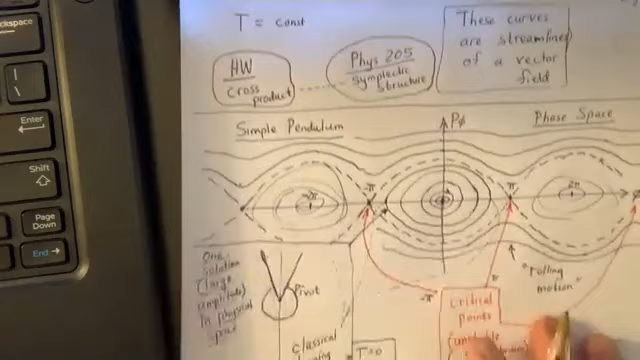 T = const
These curves
are streamlines
of a vector
field
HW
cross
product
Phys 205
symplectic
structure
Simple Pendulum
Pφ
Phase Space
-π
π
2π
One
solution
(large
amplitude)
in physical
Pivot
"rolling
motion"
-π
critical
points
classical
T=0
Backspace
Enter
Shift
Page
Down
End